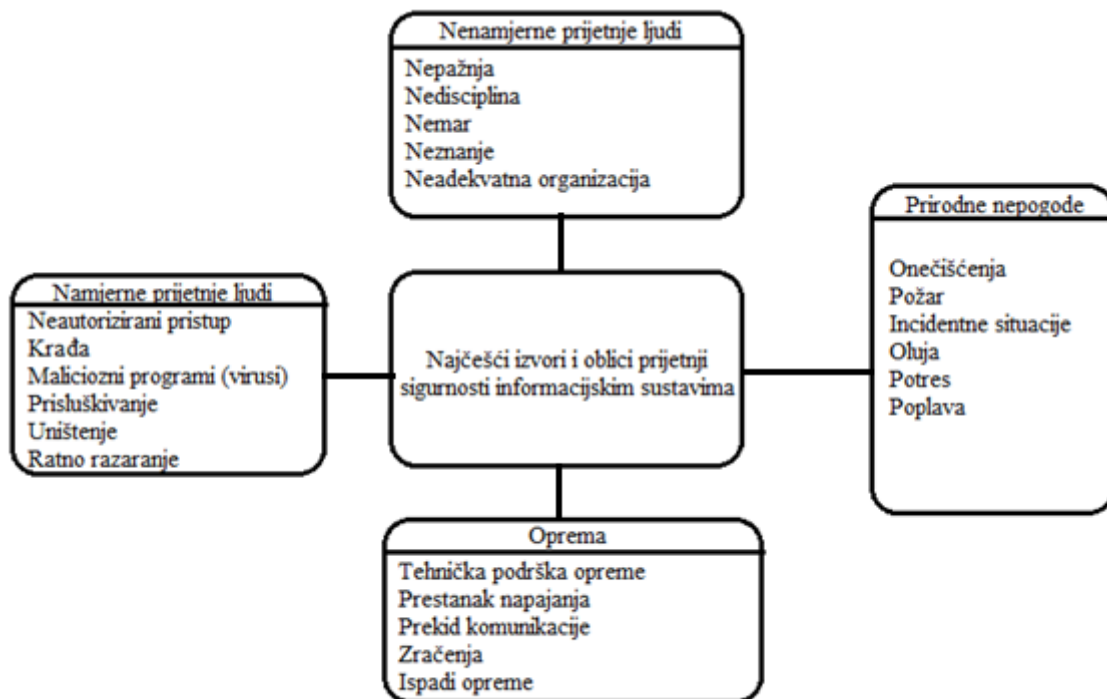 Nenamjerne prijetnje ljudi
Nepažnja
Nedisciplina
Nemar
Neznanje
Neadekvatna organizacija
Namjerne prijetnje ljudi
Neautorizirani pristup
Krađa
Maliciozni programi (virusi)
Prisluškivanje
Uništenje
Ratno razaranje
Najčešći izvori i oblici prijetnji
sigurnosti informacijskim sustavima
Prirodne nepogode
Onečišćenja
Požar
Incidentne situacije
Oluja
Potres
Poplava
Oprema
Tehnička podrška opreme
Prestanak napajanja
Prekid komunikacije
Zračenja
Ispadi opreme